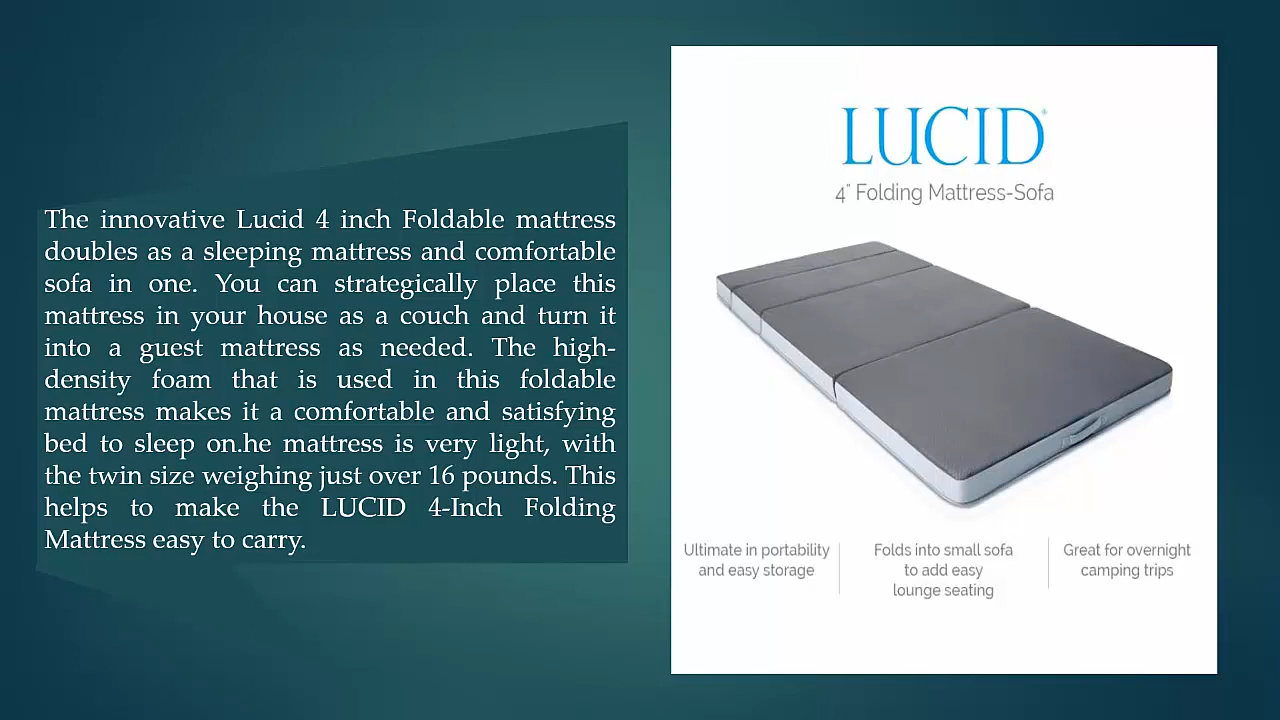 The innovative Lucid 4 inch Foldable mattress
doubles as a sleeping mattress and comfortable
sofa in one. You can strategically place this
mattress in your house as a couch and turn it
into a guest mattress as needed. The high-
density foam that is used in this foldable
mattress makes it a comfortable and satisfying
bed to sleep on.he mattress is very light, with
the twin size weighing just over 16 pounds. This
helps to make the LUCID 4-Inch Folding
Mattress easy to carry.
LUCID®
4" Folding Mattress-Sofa
Ultimate in portability
and easy storage
Folds into small sofa
to add easy
lounge seating
Great for overnight
camping trips